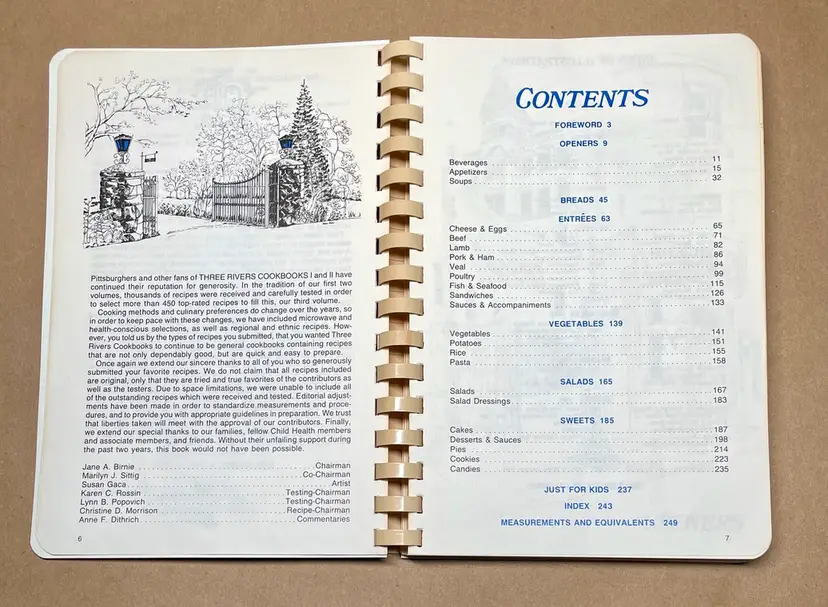 Pittsburghers and other fans of THREE RIVERS COOKBOOKS I and II have
continued their reputation for generosity. In the tradition of our first two
volumes, thousands of recipes were received and carefully tested in order
to select more than 450 top-rated recipes to fill this, our third volume.
Cooking methods and culinary preferences do change over the years, so
in order to keep pace with these changes, we have included microwave and
health-conscious selections, as well as regional and ethnic recipes. How-
ever, you told us by the types of recipes you submitted, that you wanted Three
Rivers Cookbooks to continue to be general cookbooks containing recipes
that are not only dependably good, but are quick and easy to prepare.
Once again we extend our sincere thanks to all of you who so generously
submitted your favorite recipes. We do not claim that all recipes included
are original, only that they are tried and true favorites of the contributors as
well as the testers. Due to space limitations, we were unable to include all
of the outstanding recipes which were received and tested. Editorial adjust-
ments have been made in order to standardize measurements and proce-
dures, and to provide you with appropriate guidelines in preparation. We trust
that liberties taken will meet with the approval of our contributors. Finally,
we extend our special thanks to our families, fellow Child Health members
and associate members, and friends. Without their unfailing support during
the past two years, this book would not have been possible.
Jane A. Birnie Chairman
Marilyn J. Sittig Co-Chairman
Susan Gaca Artist
Karen C. Rossin Testing-Chairman
Lynn B. Popovich Testing-Chairman
Christine D. Morrison Recipe-Chairman
Anne F. Dithrich Commentaries
6
CONTENTS
FOREWORD 3
OPENERS 9
Beverages 11
Appetizers 15
Soups 32
BREADS 45
ENTRÉES 63
Cheese & Eggs 65
Beef 71
Lamb 82
Pork & Ham 86
Veal 94
Poultry 99
Fish & Seafood 115
Sandwiches 126
Sauces & Accompaniments 133
VEGETABLES 139
Vegetables 141
Potatoes 151
Rice 155
Pasta 158
SALADS 165
Salads 167
Salad Dressings 183
SWEETS 185
Cakes 187
Desserts & Sauces 198
Pies 214
Cookies 223
Candies 235
JUST FOR KIDS 237
INDEX 243
MEASUREMENTS AND EQUIVALENTS 249
7